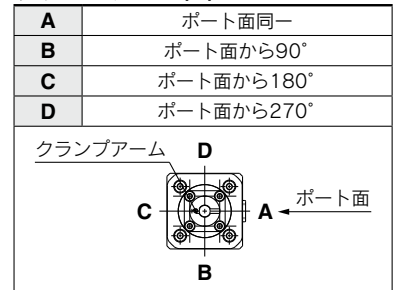 A ポート面同一
B ポート面から90°
C ポート面から180°
D ポート面から270°
クランプアーム D
C A ポート面
B